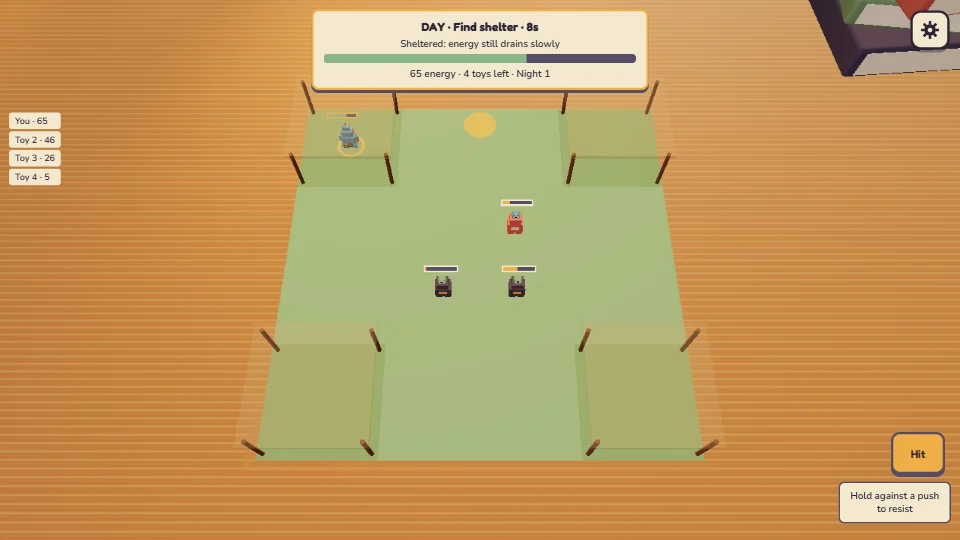 DAY · Find shelter · 8s
Sheltered: energy still drains slowly
65 energy · 4 toys left · Night 1
You · 65
Toy 2 · 46
Toy 3 · 26
Toy 4 · 5
Hit
Hold against a push
to resist